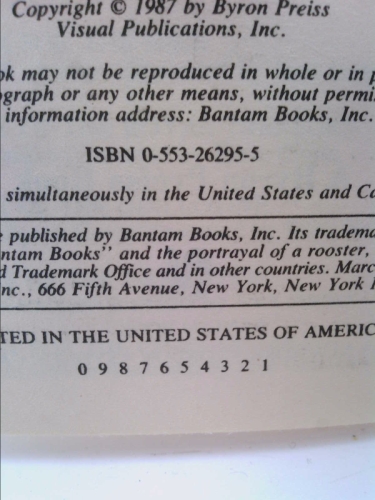 Copyright © 1987 by Byron Preiss
Visual Publications, Inc.
ok may not be reproduced in whole or in p
ograph or any other means, without permi
information address: Bantam Books, Inc.
ISBN 0-553-26295-5
simultaneously in the United States and Ca
e published by Bantam Books, Inc. Its tradema
ntam Books" and the portrayal of a rooster,
d Trademark Office and in other countries. Marc
nc., 666 Fifth Avenue, New York, New York
TED IN THE UNITED STATES OF AMERIC
0 9 8 7 6 5 4 3 2 1